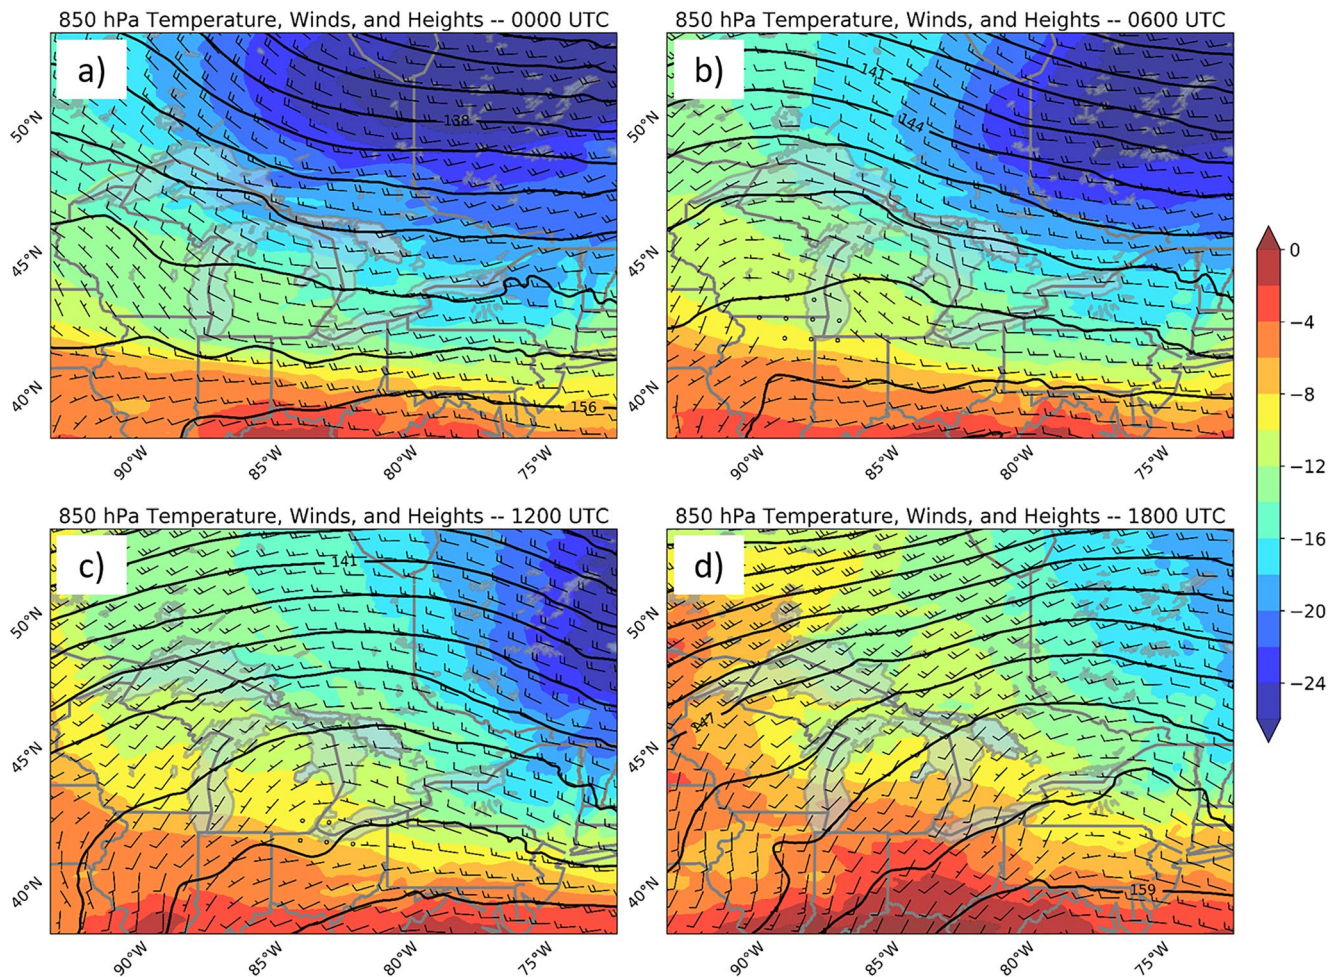 850 hPa Temperature, Winds, and Heights -- 0000 UTC
850 hPa Temperature, Winds, and Heights -- 0600 UTC
a)
b)
138
156
141
144
50°N
45°N
40°N
50°N
45°N
40°N
90°W
85°W
80°W
75°W
90°W
85°W
80°W
75°W
850 hPa Temperature, Winds, and Heights -- 1200 UTC
850 hPa Temperature, Winds, and Heights -- 1800 UTC
c)
d)
141
147
159
50°N
45°N
40°N
50°N
45°N
40°N
90°W
85°W
80°W
75°W
90°W
85°W
80°W
75°W
0
−4
−8
−12
−16
−20
−24